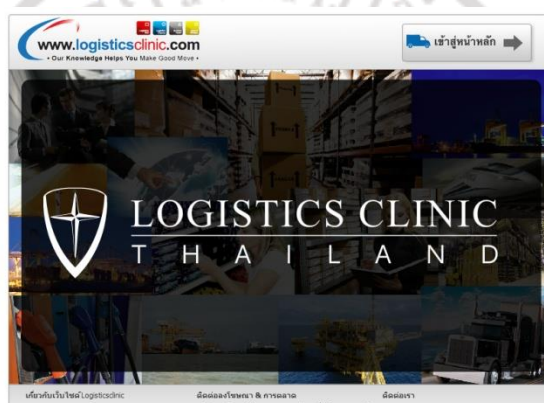 www.logisticsclinic.com
• Our Knowledge Helps You Make Good Move •
เข้าสู่หน้าหลัก
LOGISTICS CLINIC
THAILAND
เกี่ยวกับเว็บไซต์Logisticsclinic
ติดต่อลงโฆษณา & การตลาด
ติดต่อเรา